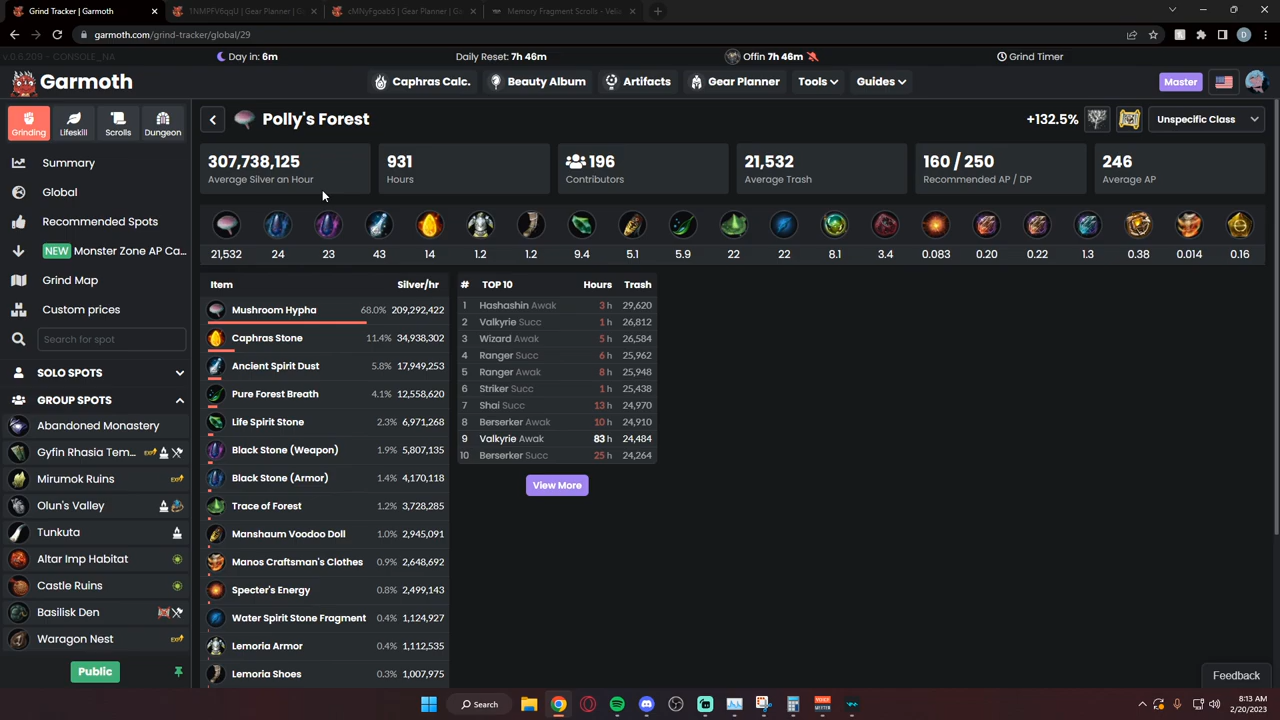 Grind Tracker | Garmoth
1NMPFV6qqU | Gear Planner | G
cMNyFgoab5 | Gear Planner | Ga
Memory Fragment Scrolls - Velia
garmoth.com/grind-tracker/global/29
v.0.6.209 - CONSOLE_NA
Day in: 6m
Daily Reset: 7h 46m
Offin 7h 46m
Grind Timer
Garmoth
Caphras Calc.
Beauty Album
Artifacts
Gear Planner
Tools
Guides
Master
Grinding
Lifeskill
Scrolls
Dungeon
Polly's Forest
+132.5%
Unspecific Class
307,738,125
Average Silver an Hour
931
Hours
196
Contributors
21,532
Average Trash
160 / 250
Recommended AP / DP
246
Average AP
Summary
Global
Recommended Spots
NEW Monster Zone AP Ca...
Grind Map
Custom prices
Search for spot
SOLO SPOTS
GROUP SPOTS
Abandoned Monastery
Gyfin Rhasia Tem...
Mirumok Ruins
Olun's Valley
Tunkuta
Altar Imp Habitat
Castle Ruins
Basilisk Den
Waragon Nest
Public
21,532 24 23 43 14 1.2 1.2 9.4 5.1 5.9 22 22 8.1 3.4 0.083 0.20 0.22 1.3 0.38 0.014 0.16
Item Silver/hr
Mushroom Hypha 68.0% 209,292,422
Caphras Stone 11.4% 34,938,302
Ancient Spirit Dust 5.8% 17,949,253
Pure Forest Breath 4.1% 12,558,620
Life Spirit Stone 2.3% 6,971,268
Black Stone (Weapon) 1.9% 5,807,135
Black Stone (Armor) 1.4% 4,170,118
Trace of Forest 1.2% 3,728,285
Manshaum Voodoo Doll 1.0% 2,945,091
Manos Craftsman's Clothes 0.9% 2,648,692
Specter's Energy 0.8% 2,499,143
Water Spirit Stone Fragment 0.4% 1,124,927
Lemoria Armor 0.4% 1,112,535
Lemoria Shoes 0.3% 1,007,975
# TOP 10 Hours Trash
1 Hashashin Awak 3 h 29,620
2 Valkyrie Succ 1 h 26,812
3 Wizard Awak 5 h 26,584
4 Ranger Succ 6 h 25,962
5 Ranger Awak 8 h 25,948
6 Striker Succ 1 h 25,438
7 Shai Succ 13 h 24,970
8 Berserker Awak 10 h 24,910
9 Valkyrie Awak 83 h 24,484
10 Berserker Succ 25 h 24,264
View More
Feedback
Search
8:13 AM
2/20/2023